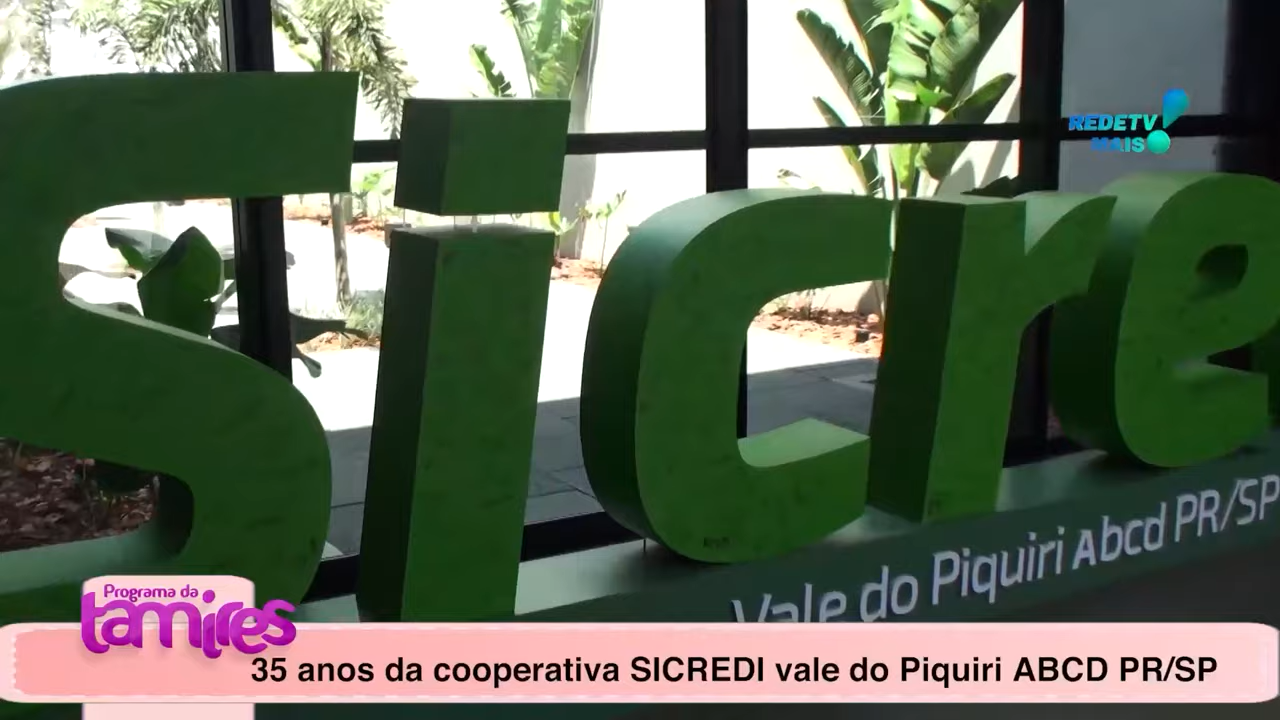 REDETV
MAIS
Sicre
Vale do Piquiri Abcd PR/SP
Programa da
tamires
35 anos da cooperativa SICREDI vale do Piquiri ABCD PR/SP